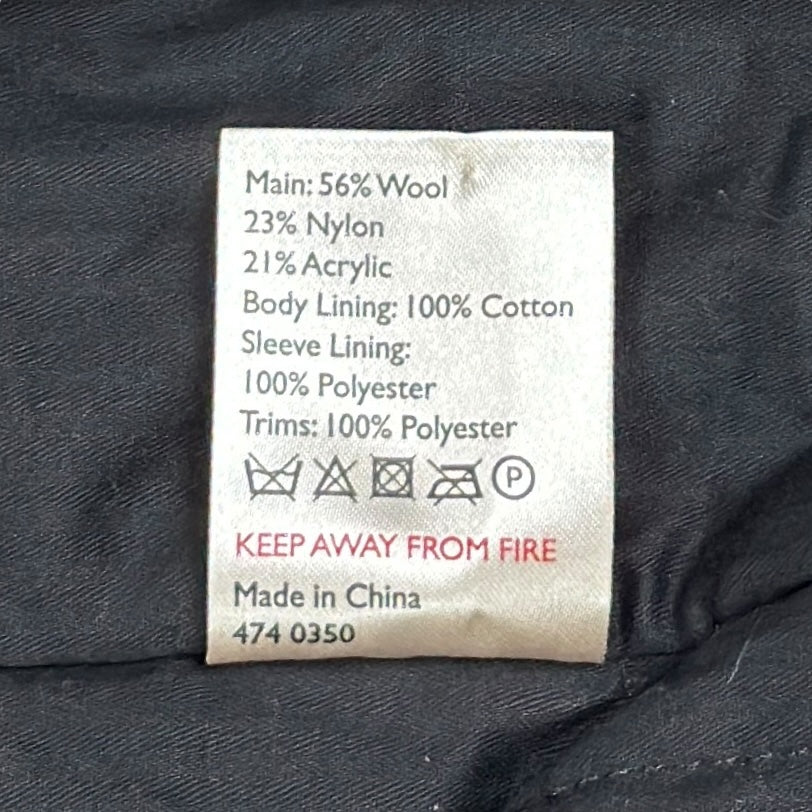 Main: 56% Wool
23% Nylon
21% Acrylic
Body Lining: 100% Cotton
Sleeve Lining:
100% Polyester
Trims: 100% Polyester
P
KEEP AWAY FROM FIRE
Made in China
474 0350